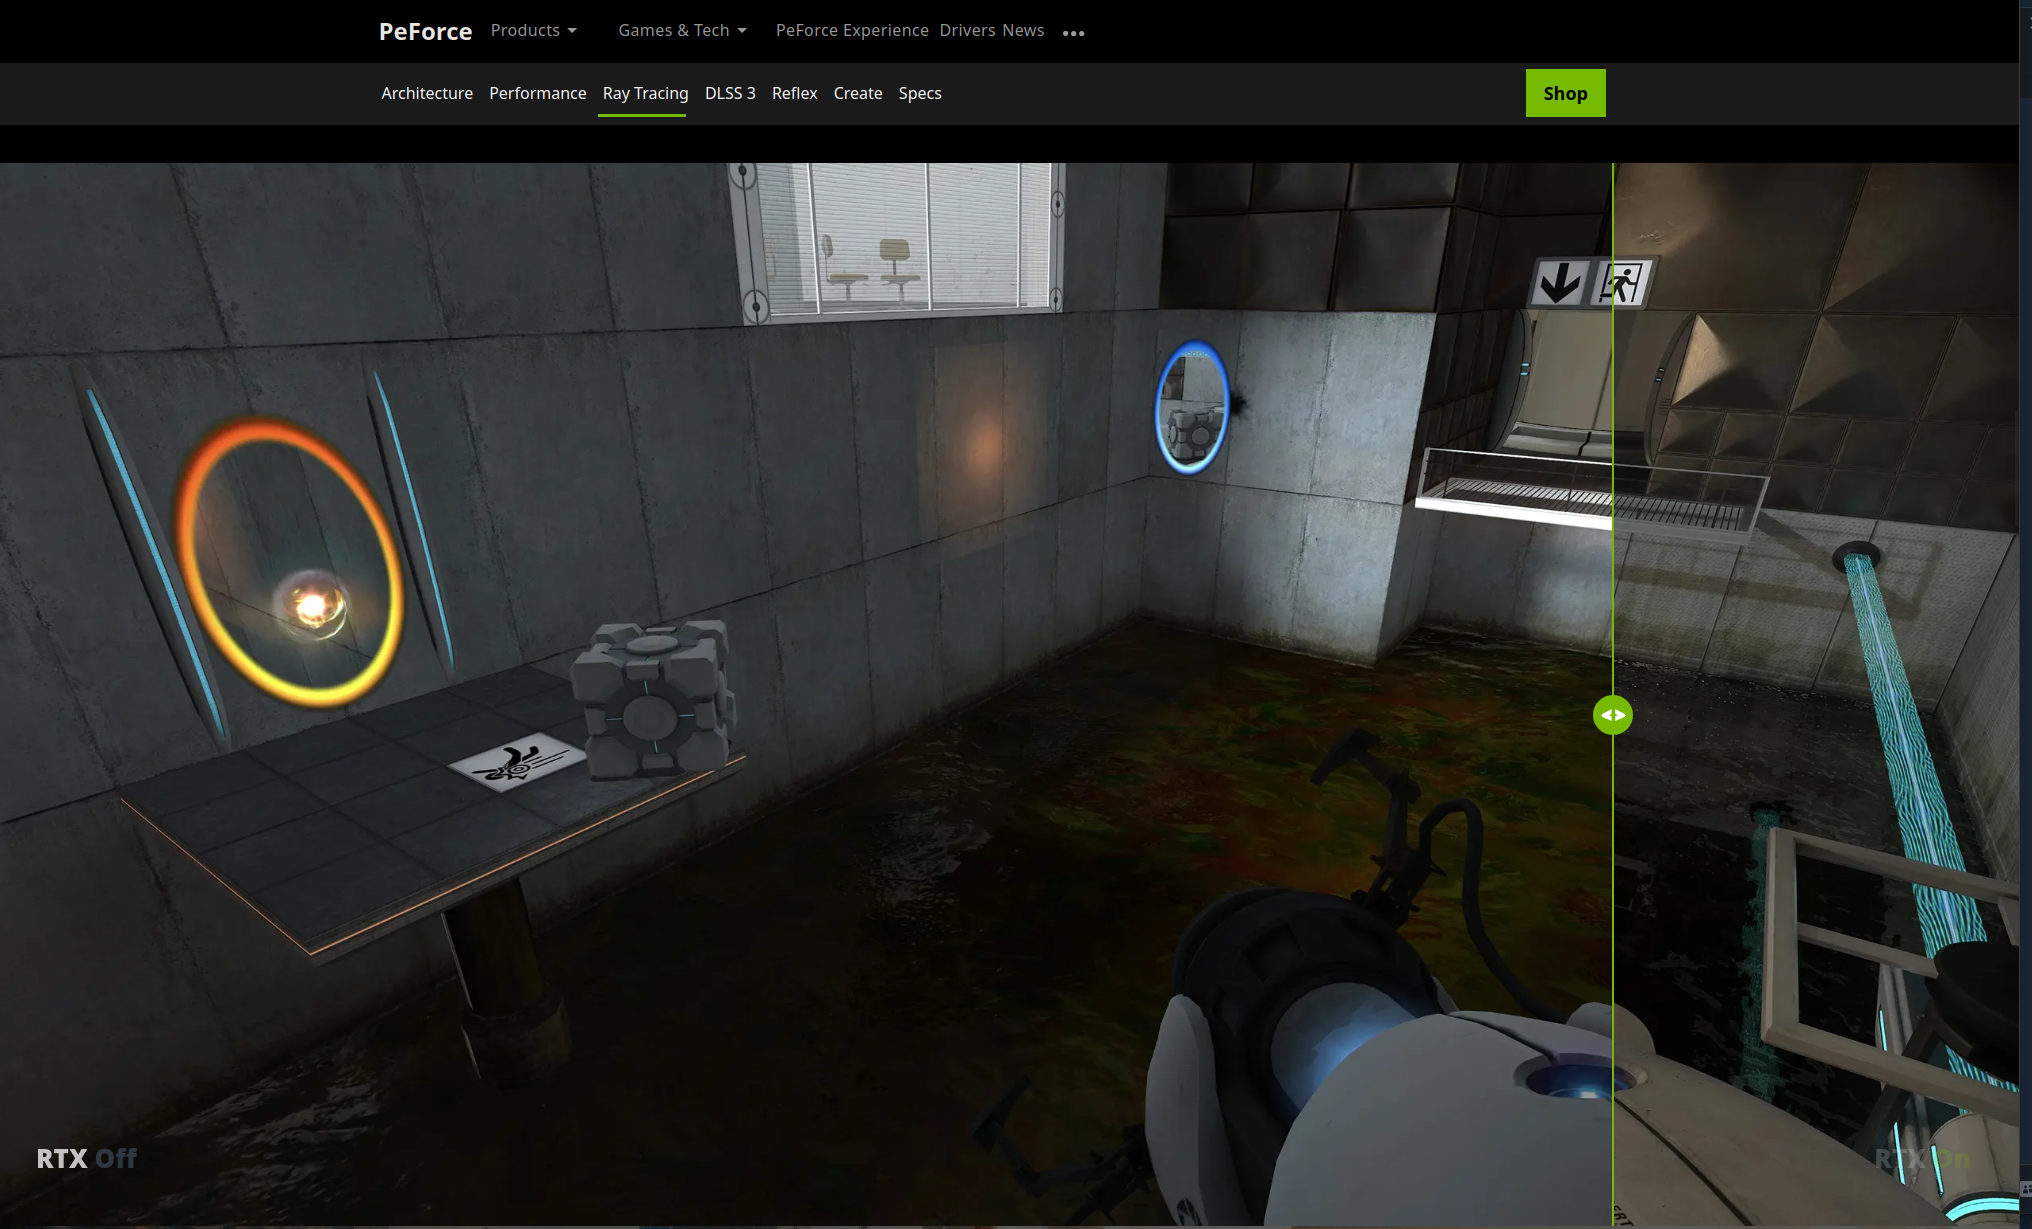 PeForce Products Games & Tech PeForce Experience Drivers News
Architecture Performance Ray Tracing DLSS 3 Reflex Create Specs Shop
RTX Off
RTX On